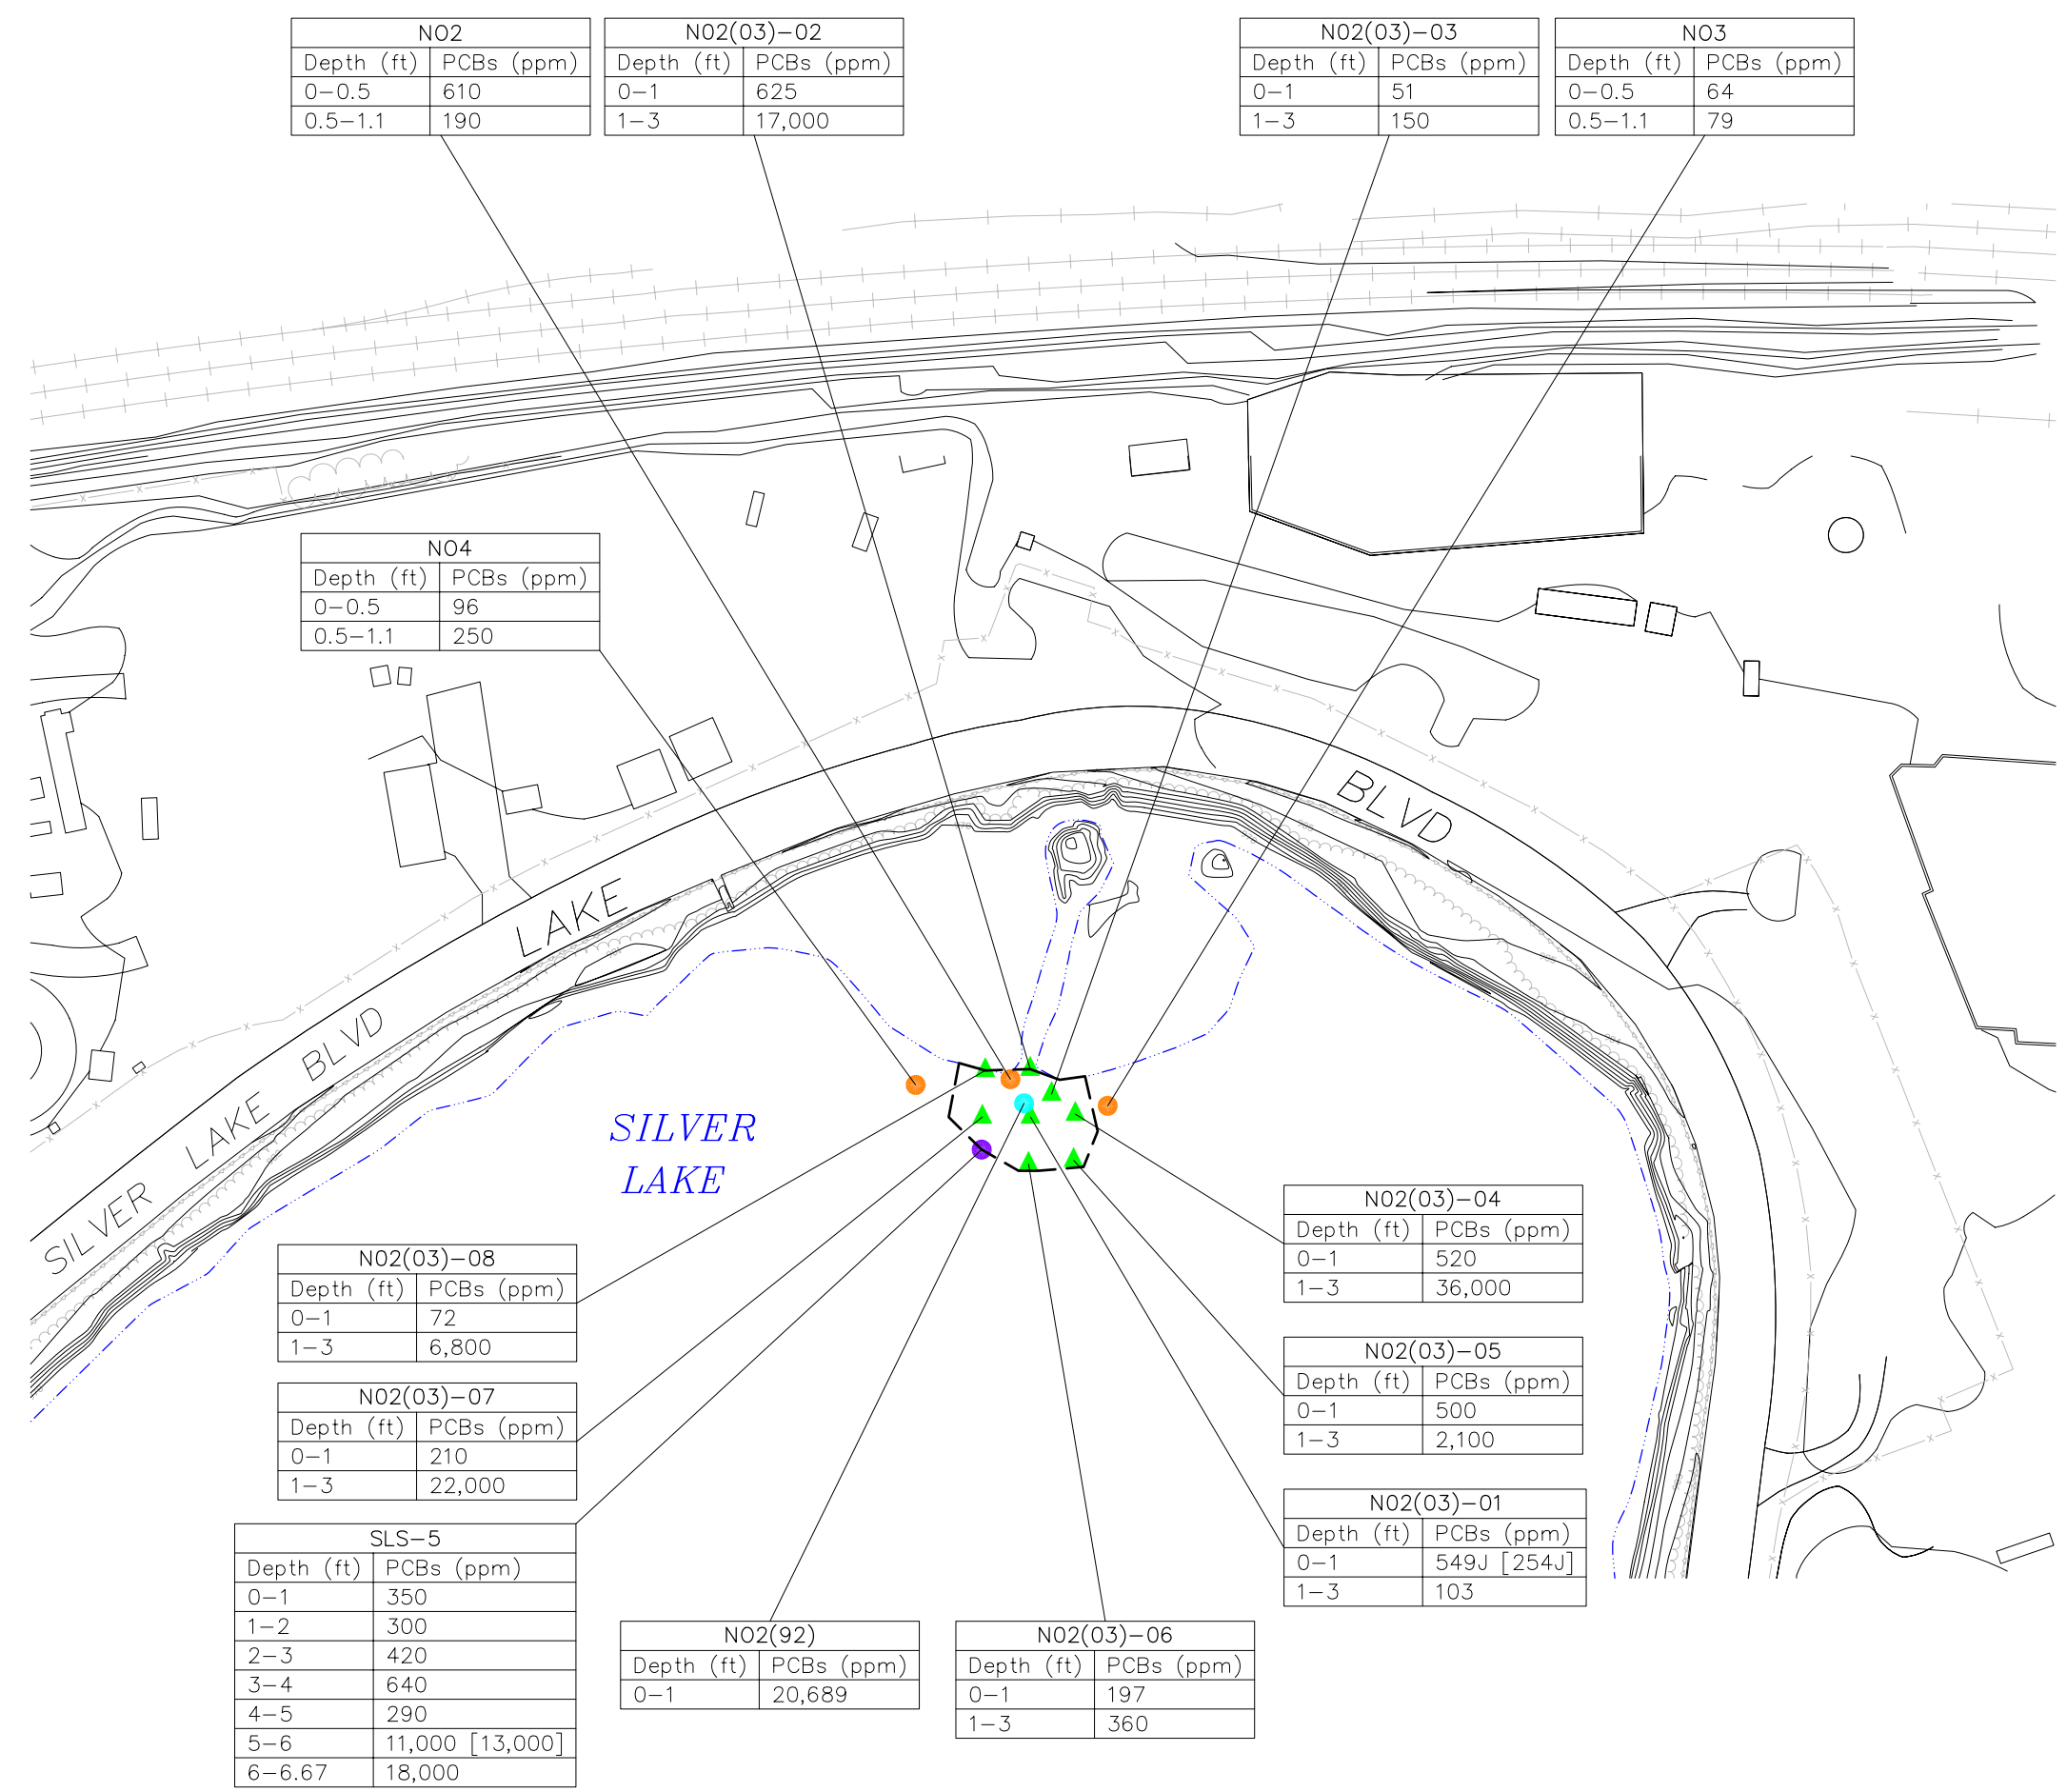 NO2
Depth (ft) PCBs (ppm)
0-0.5 610
0.5-1.1 190
N02(03)-02
Depth (ft) PCBs (ppm)
0-1 625
1-3 17,000
N02(03)-03
Depth (ft) PCBs (ppm)
0-1 51
1-3 150
NO3
Depth (ft) PCBs (ppm)
0-0.5 64
0.5-1.1 79
NO4
Depth (ft) PCBs (ppm)
0-0.5 96
0.5-1.1 250
BLVD
LAKE
SILVER LAKE BLVD
SILVER
LAKE
N02(03)-04
Depth (ft) PCBs (ppm)
0-1 520
1-3 36,000
N02(03)-08
Depth (ft) PCBs (ppm)
0-1 72
1-3 6,800
N02(03)-05
Depth (ft) PCBs (ppm)
0-1 500
1-3 2,100
N02(03)-07
Depth (ft) PCBs (ppm)
0-1 210
1-3 22,000
N02(03)-01
Depth (ft) PCBs (ppm)
0-1 549J [254J]
1-3 103
SLS-5
Depth (ft) PCBs (ppm)
0-1 350
1-2 300
2-3 420
3-4 640
4-5 290
5-6 11,000 [13,000]
6-6.67 18,000
NO2(92)
Depth (ft) PCBs (ppm)
0-1 20,689
N02(03)-06
Depth (ft) PCBs (ppm)
0-1 197
1-3 360